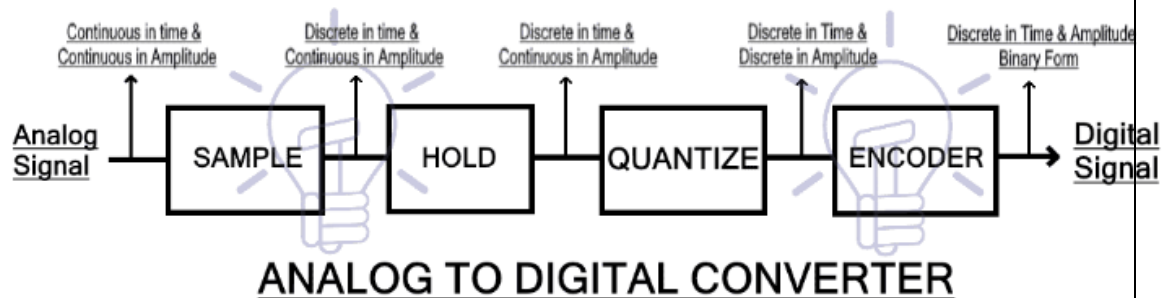 Continuous in time &
Continuous in Amplitude
Discrete in time &
Continuous in Amplitude
Discrete in time &
Continuous in Amplitude
Discrete in Time &
Discrete in Amplitude
Discrete in Time & Amplitude
Binary Form
Analog
Signal
SAMPLE
HOLD
QUANTIZE
ENCODER
Digital
Signal
ANALOG TO DIGITAL CONVERTER